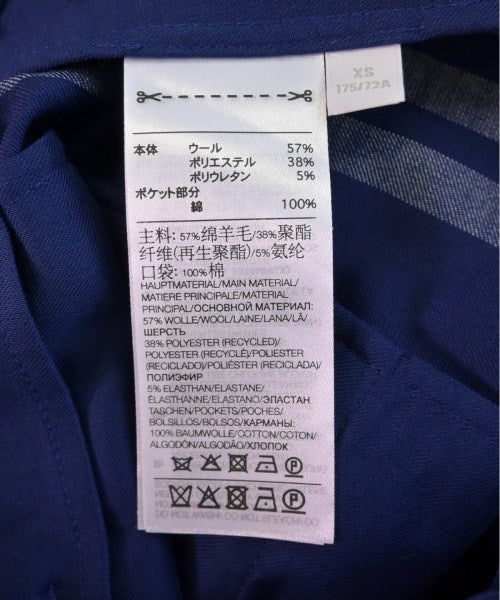 XS
175/72A
本体 ウール 57%
ポリエステル 38%
ポリウレタン 5%
ポケット部分
綿 100%
主料: 57%绵羊毛/38%聚酯
纤维(再生聚酯)/5%氨纶
口袋: 100%棉
HAUPTMATERIAL/MAIN MATERIAL/
MATIERE PRINCIPALE/MATERIAL
PRINCIPAL/ОСНОВНОЙ МАТЕРИАЛ:
57% WOLLE/WOOL/LAINE/LANA/LÃ/
ШЕРСТЬ
38% POLYESTER (RECYCLED)/
POLYESTER (RECYCLÉ)/POLIESTER
(RECICLADO)/POLIÉSTER (RECICLADA)/
ПОЛИЭФИР
5% ELASTHAN/ELASTANE/
ÉLASTHANNE/ELASTANO/ЭЛАСТАН
TASCHEN/POCKETS/POCHES/
BOLSILLOS/BOLSOS/КАРМАНЫ:
100% BAUMWOLLE/COTTON/COTON/
ALGODÓN/ALGODÃO/ХЛОПОК